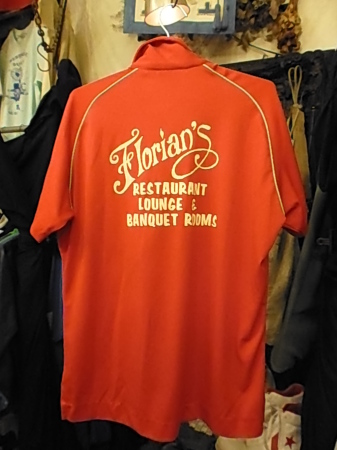 Florian's
RESTAURANT
LOUNGE &
BANQUET ROOMS